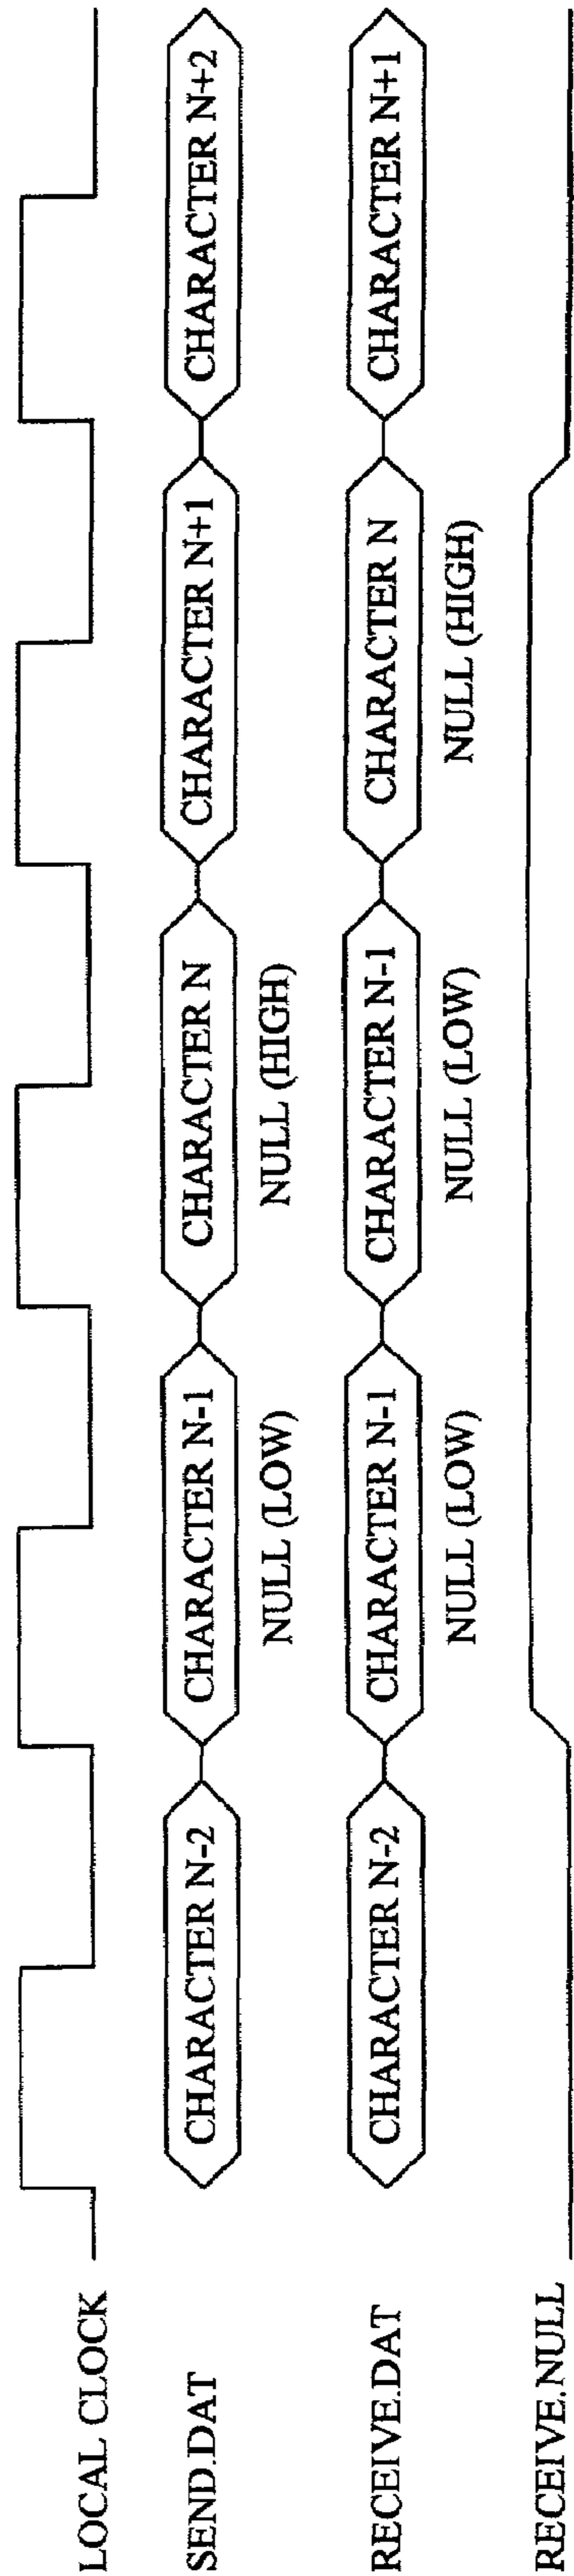 LOCAL CLOCK
SEND.DAT
CHARACTER N-2
CHARACTER N-1
CHARACTER N
CHARACTER N+1
CHARACTER N+2
NULL (LOW)
NULL (HIGH)
RECEIVE.DAT
CHARACTER N-2
CHARACTER N-1
CHARACTER N-1
CHARACTER N
CHARACTER N+1
NULL (LOW)
NULL (LOW)
NULL (HIGH)
RECEIVE.NULL